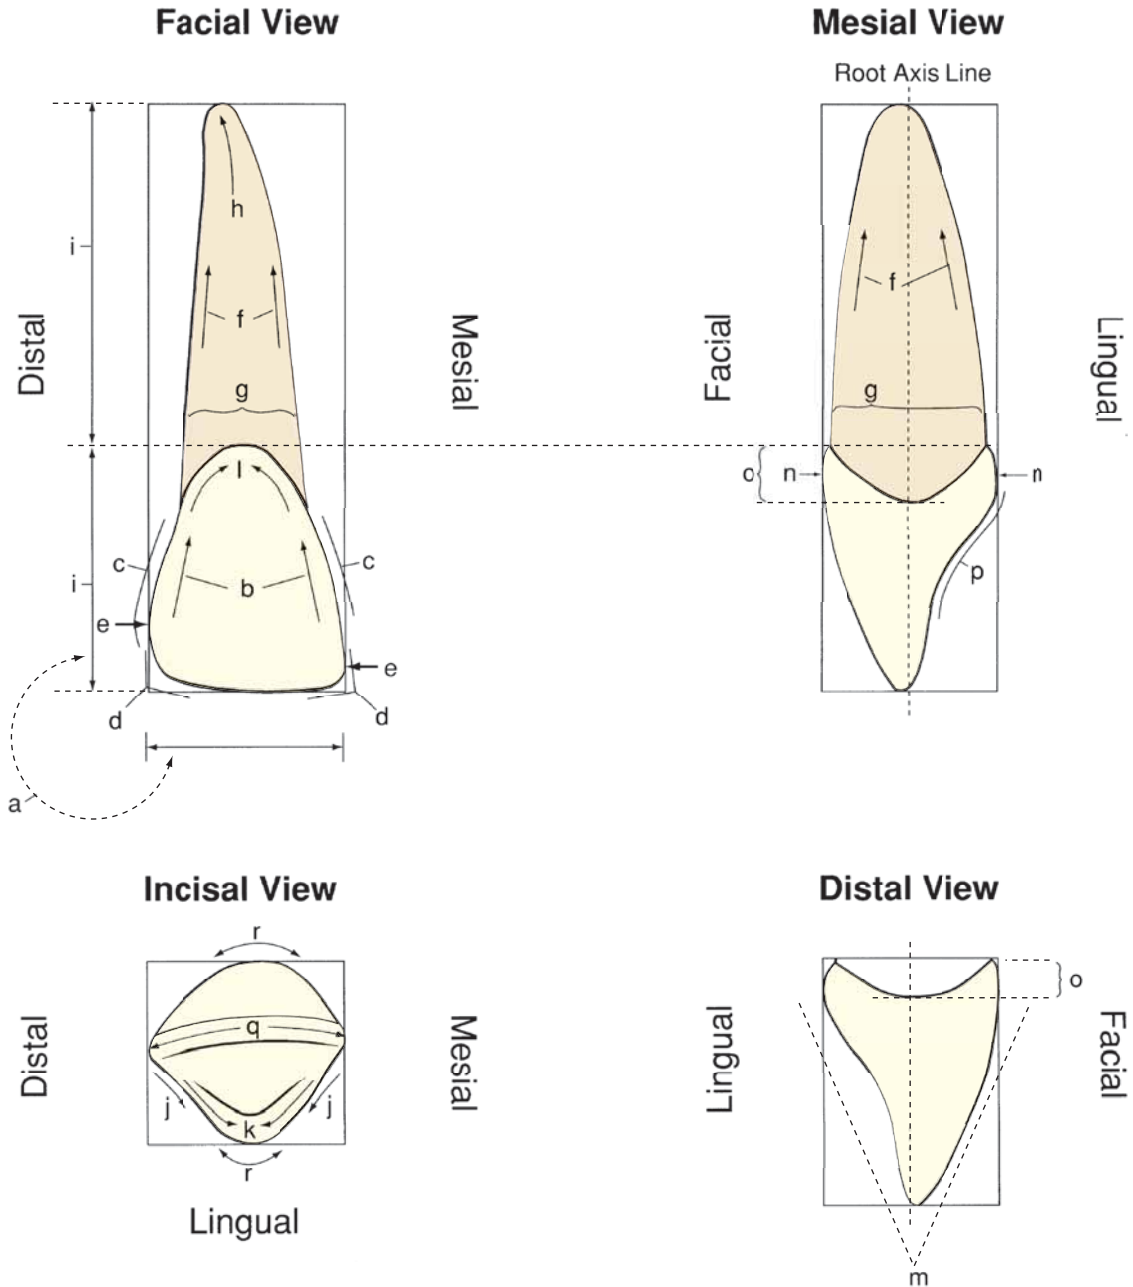 Facial View
Mesial View
Root Axis Line
h
i
f
f
Distal
Mesial
Facial
Lingual
g
g
l
o
n
n
c
c
i
b
p
e
e
d
d
a
Incisal View
Distal View
r
q
o
Distal
Mesial
Lingual
Facial
j
j
k
r
Lingual
m